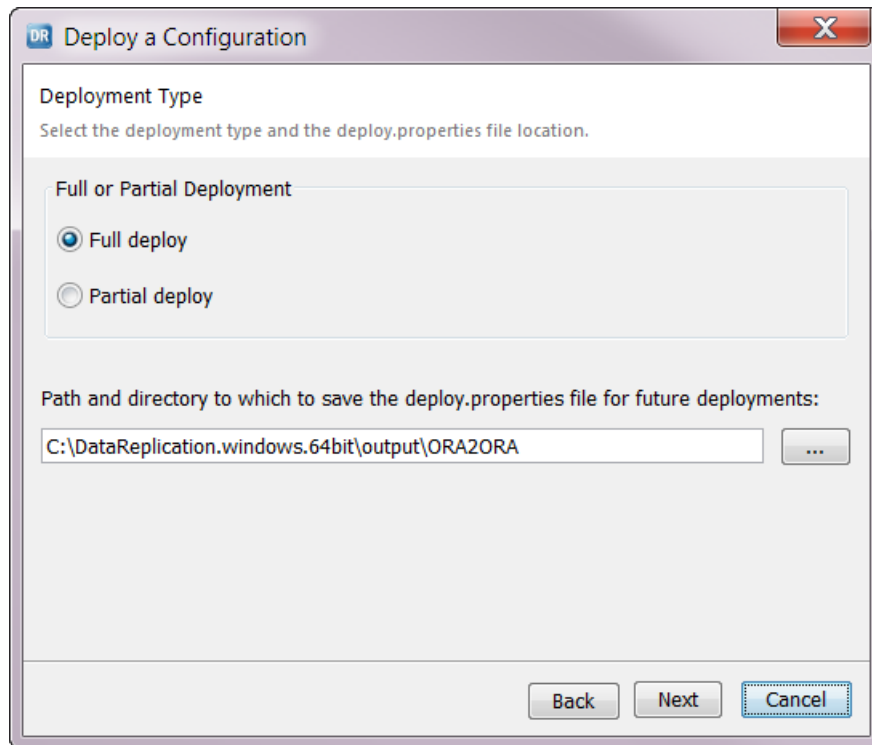 DR Deploy a Configuration
X
Deployment Type
Select the deployment type and the deploy.properties file location.
Full or Partial Deployment
Full deploy
Partial deploy
Path and directory to which to save the deploy.properties file for future deployments:
C:\DataReplication.windows.64bit\output\ORA2ORA ...
Back Next Cancel